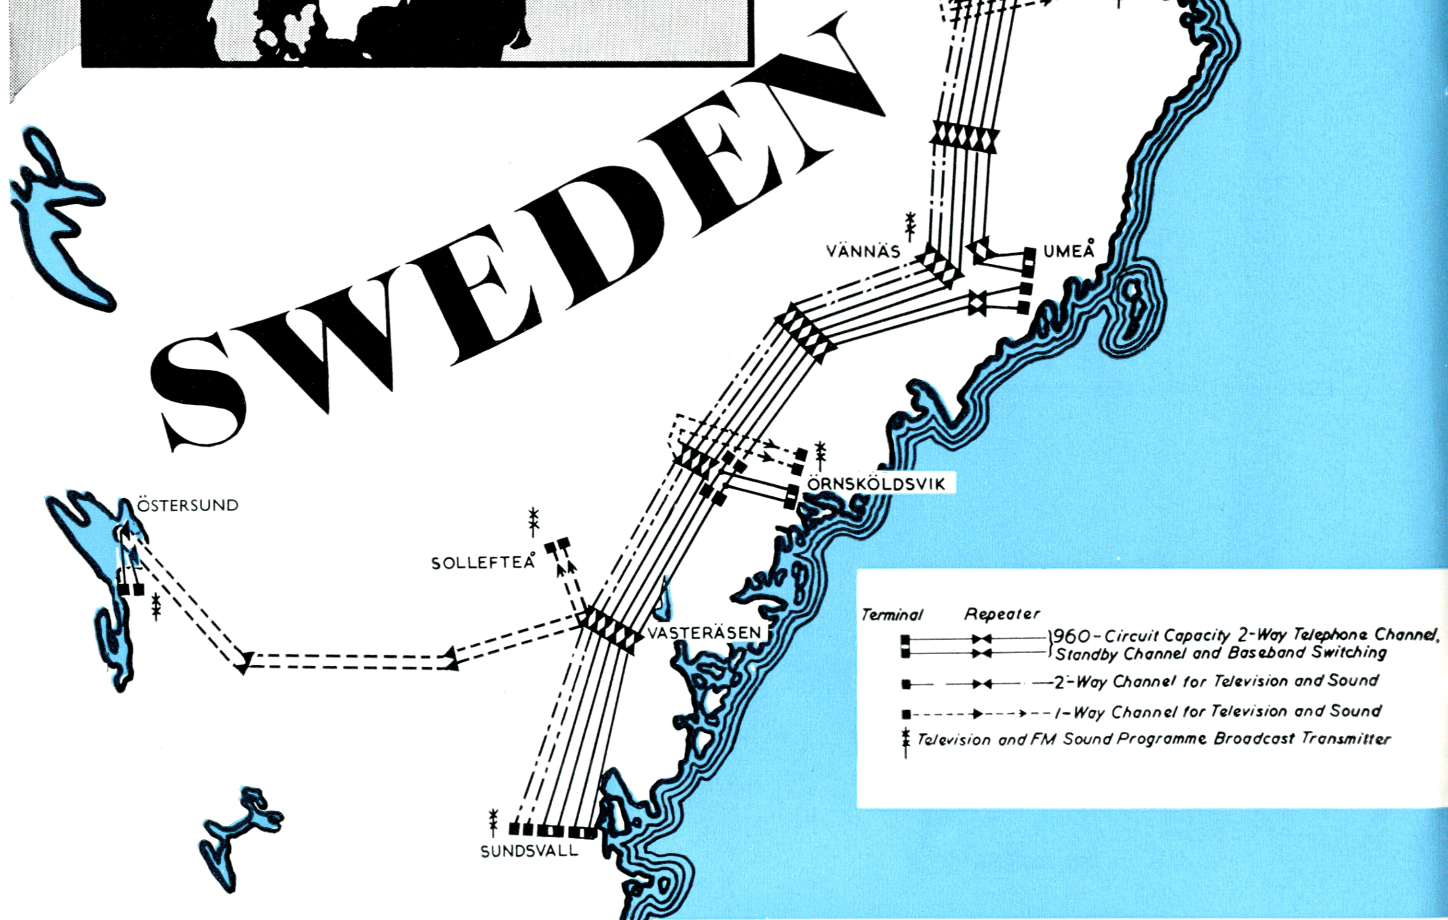 SWEDEN
VÄNNÄS
UMEÅ
ÖRNSKÖLDSVIK
ÖSTERSUND
SOLLEFTEÅ
VASTERÄSEN
SUNDSVALL
Terminal Repeater
960-Circuit Capacity 2-Way Telephone Channel,
Standby Channel and Baseband Switching
2-Way Channel for Television and Sound
1-Way Channel for Television and Sound
Television and FM Sound Programme Broadcast Transmitter